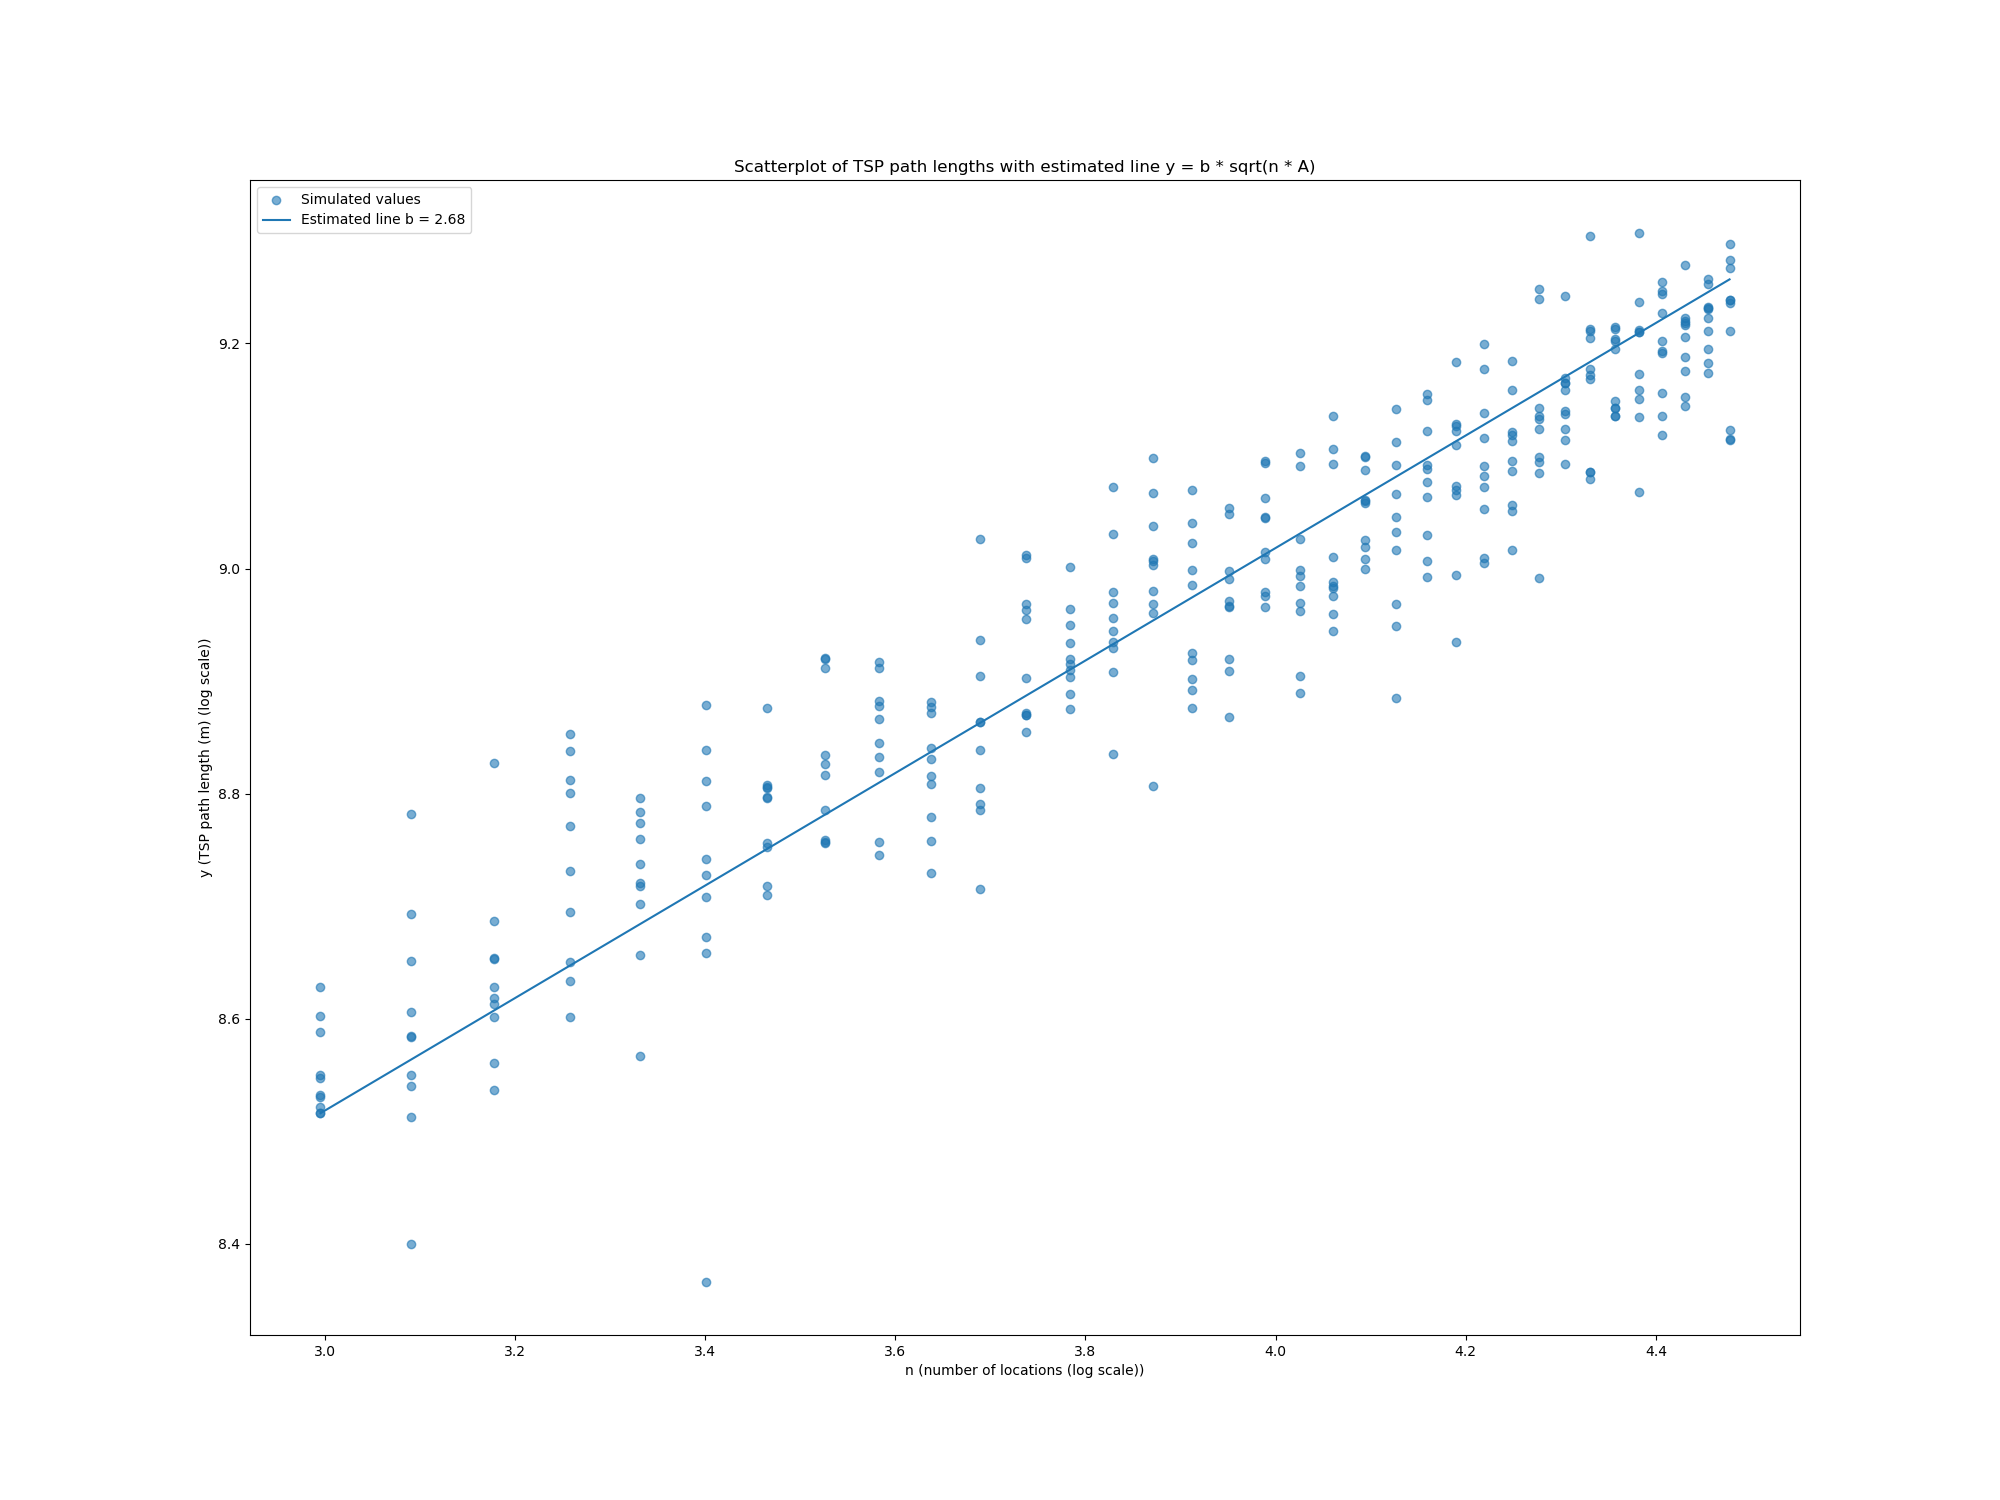 Scatterplot of TSP path lengths with estimated line y = b * sqrt(n * A)
Simulated values
Estimated line b = 2.68
9.2
9.0
8.8
8.6
8.4
y (TSP path length (m) (log scale))
3.0 3.2 3.4 3.6 3.8 4.0 4.2 4.4
n (number of locations (log scale))